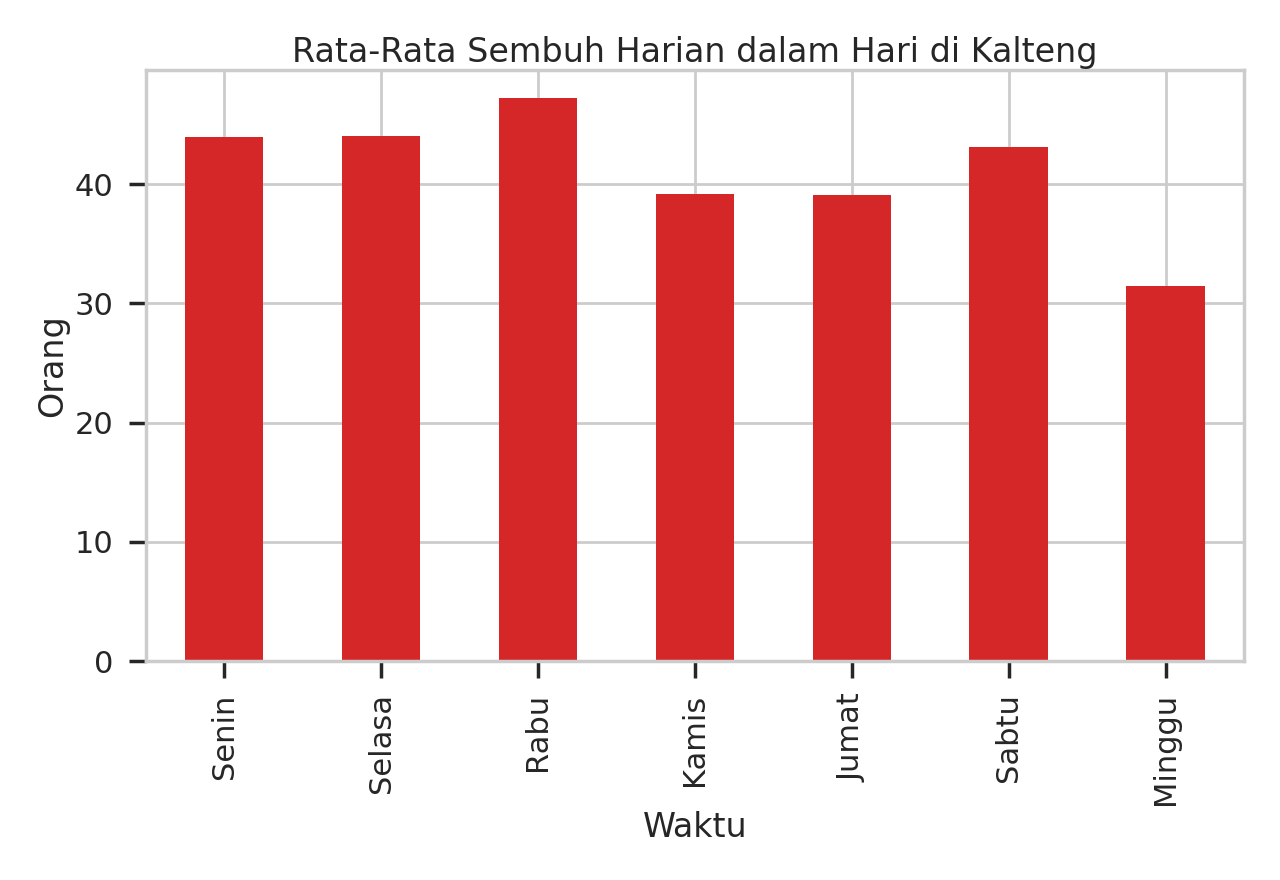 Rata-Rata Sembuh Harian dalam Hari di Kalteng
Orang
40
30
20
10
0
Senin
Selasa
Rabu
Kamis
Jumat
Sabtu
Minggu
Waktu